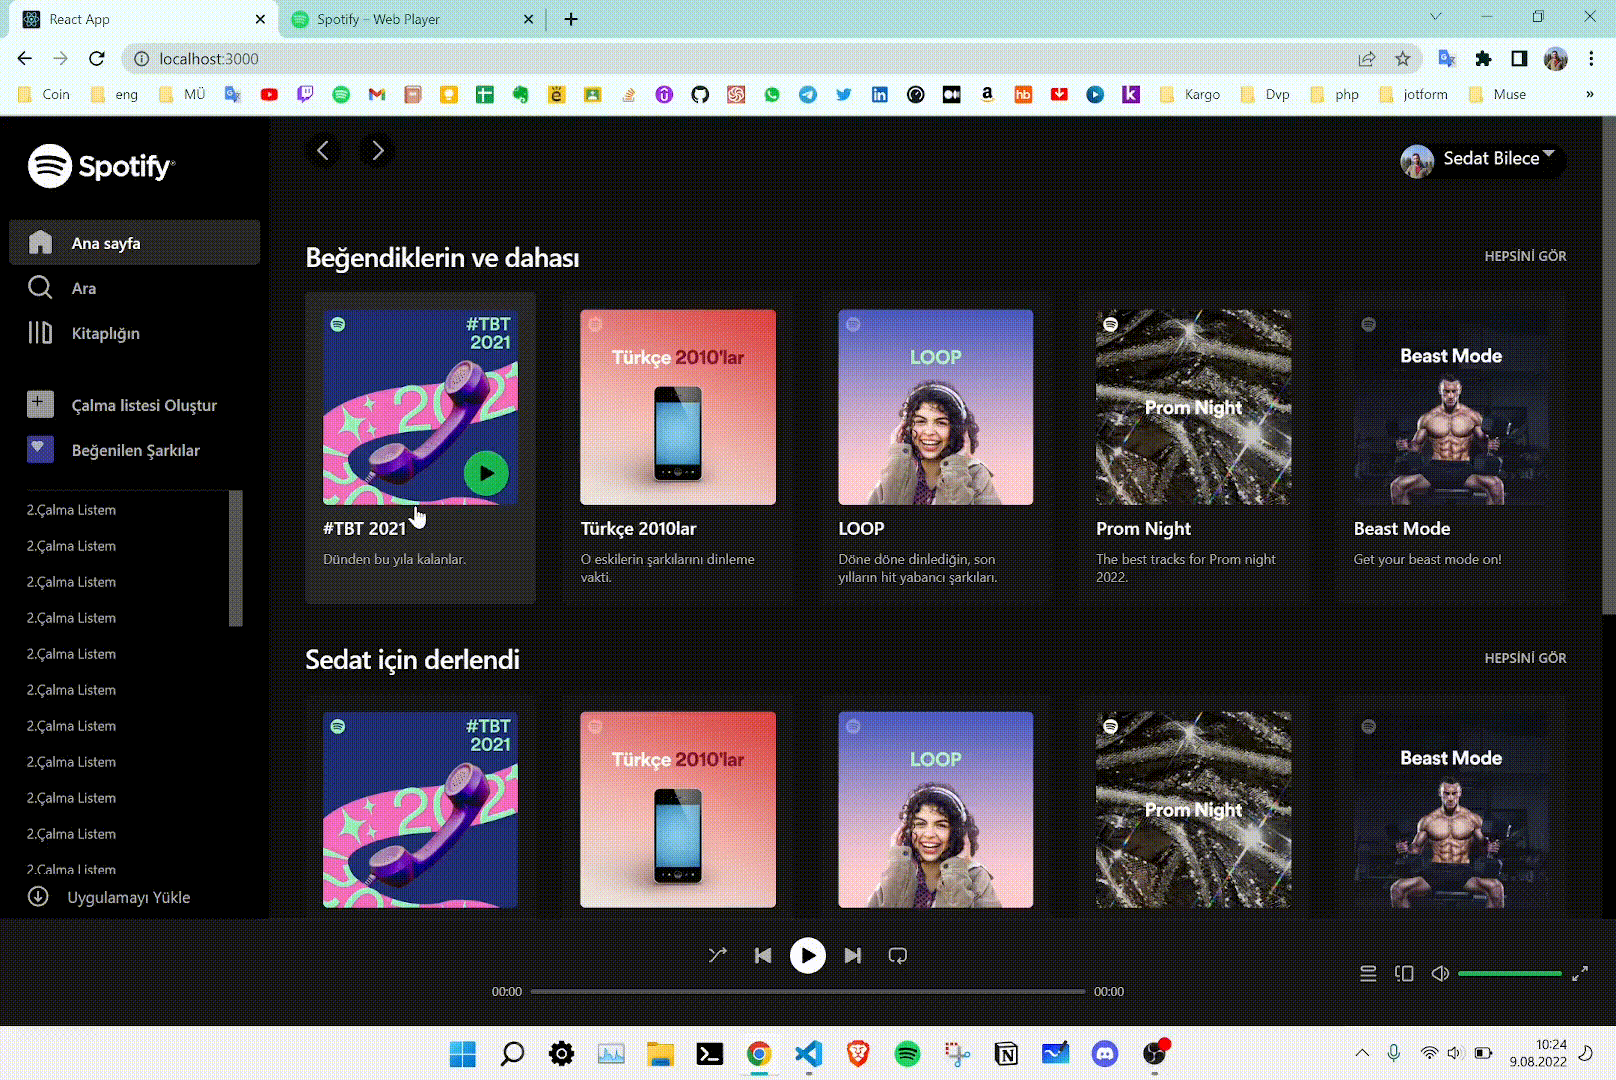 React App
Spotify – Web Player
localhost:3000
Coin
eng
MÜ
Kargo
Dvp
php
jotform
Muse
»
Spotify
Sedat Bilece
Ana sayfa
Ara
Kitaplığın
Çalma listesi Oluştur
Beğenilen Şarkılar
2.Çalma Listem
2.Çalma Listem
2.Çalma Listem
2.Çalma Listem
2.Çalma Listem
2.Çalma Listem
2.Çalma Listem
2.Çalma Listem
2.Çalma Listem
2.Çalma Listem
2.Çalma Listem
Uygulamayı Yükle
Beğendiklerin ve dahası
HEPSİNİ GÖR
#TBT
2021
202
#TBT 2021
Dünden bu yıla kalanlar.
Türkçe 2010'lar
Türkçe 2010lar
O eskilerin şarkılarını dinleme
vakti.
LOOP
LOOP
Döne döne dinlediğin, son
yılların hit yabancı şarkıları.
Prom Night
Prom Night
The best tracks for Prom night
2022.
Beast Mode
Beast Mode
Get your beast mode on!
Sedat için derlendi
HEPSİNİ GÖR
#TBT
2021
202
Türkçe 2010'lar
LOOP
Prom Night
Beast Mode
00:00
00:00
10:24
9.08.2022